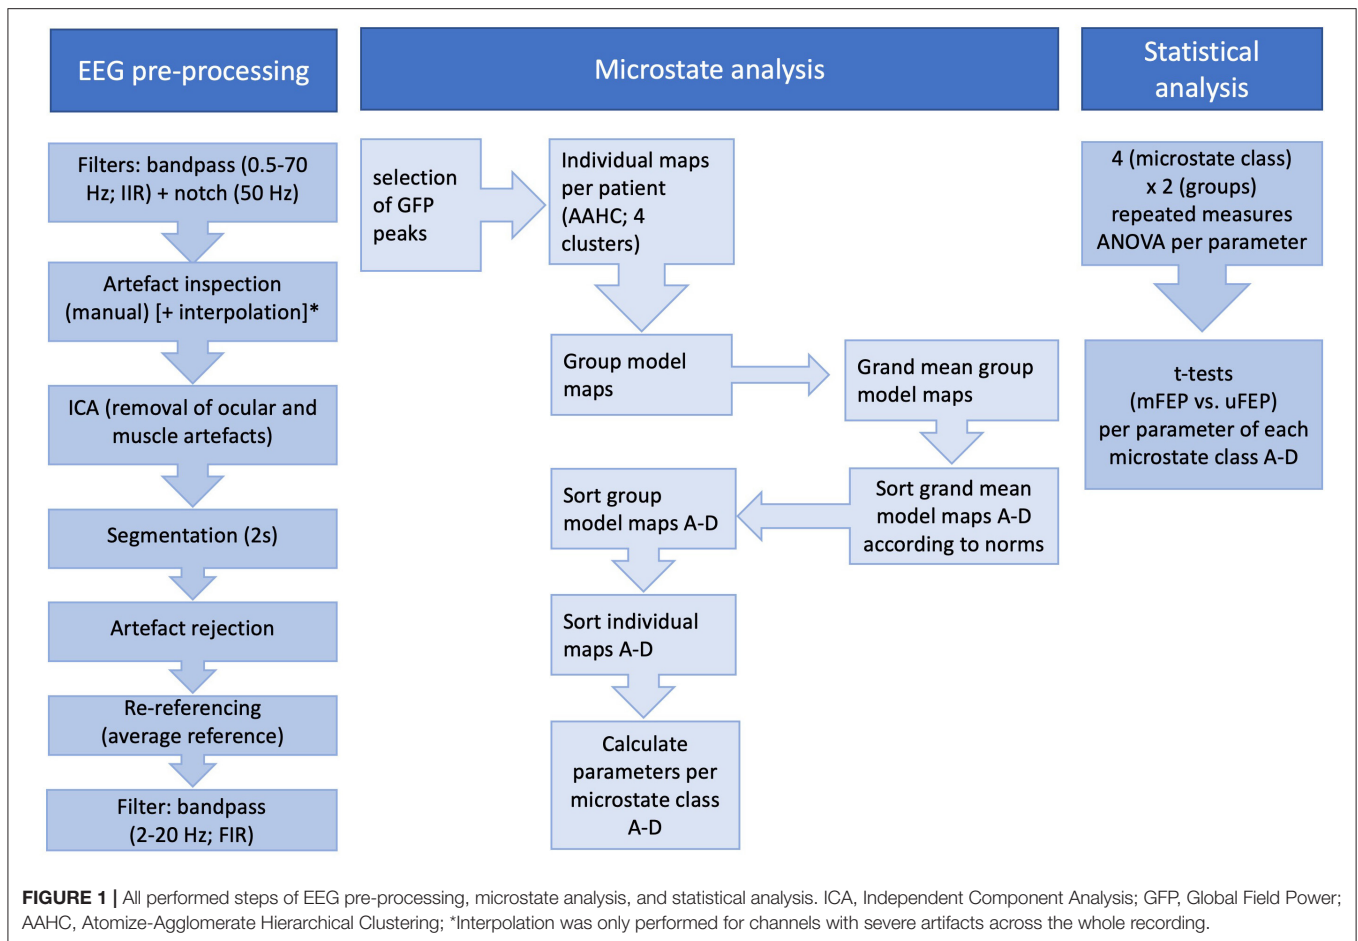 EEG pre-processing
Filters: bandpass (0.5-70
Hz; IIR) + notch (50 Hz)
Artefact inspection
(manual) [+ interpolation]*
ICA (removal of ocular and
muscle artefacts)
Segmentation (2s)
Artefact rejection
Re-referencing
(average reference)
Filter: bandpass
(2-20 Hz; FIR)
Microstate analysis
selection
of GFP
peaks
Individual maps
per patient
(AAHC; 4
clusters)
Group model
maps
Grand mean group
model maps
Sort grand mean
model maps A-D
according to norms
Sort group
model maps A-D
Sort individual
maps A-D
Calculate
parameters per
microstate class
A-D
Statistical
analysis
4 (microstate class)
x 2 (groups)
repeated measures
ANOVA per parameter
t-tests
(mFEP vs. uFEP)
per parameter of each
microstate class A-D
FIGURE 1 | All performed steps of EEG pre-processing, microstate analysis, and statistical analysis. ICA, Independent Component Analysis; GFP, Global Field Power;
AAHC, Atomize-Agglomerate Hierarchical Clustering; *Interpolation was only performed for channels with severe artifacts across the whole recording.